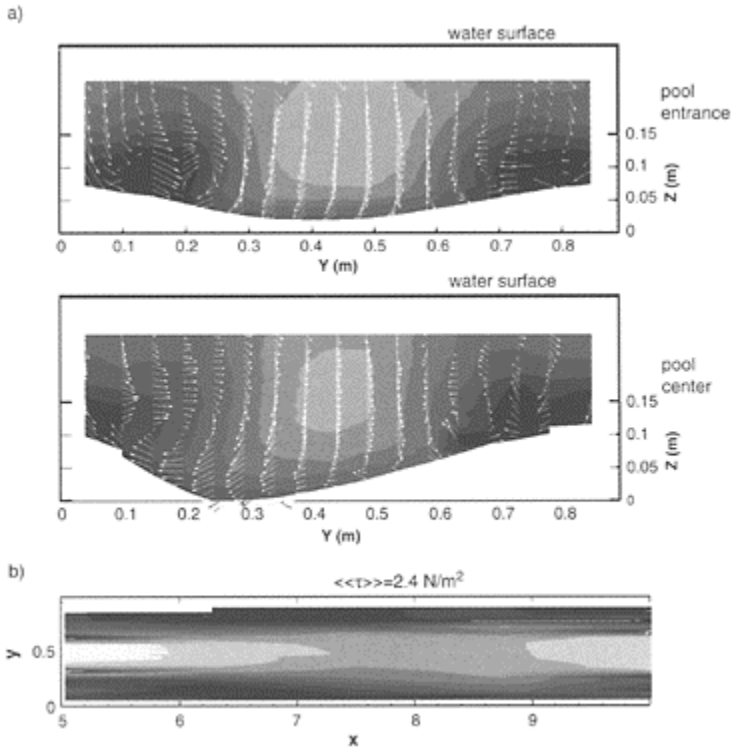 a)
water surface
pool
entrance
0.15
0.1
0.05
0
Z (m)
0 0.1 0.2 0.3 0.4 0.5 0.6 0.7 0.8
Y (m)
water surface
pool
center
0.15
0.1
0.05
0
Z (m)
0 0.1 0.2 0.3 0.4 0.5 0.6 0.7 0.8
Y (m)
b)
<<τ>>=2.4 N/m²
y
0.5
0
5 6 7 8 9
x